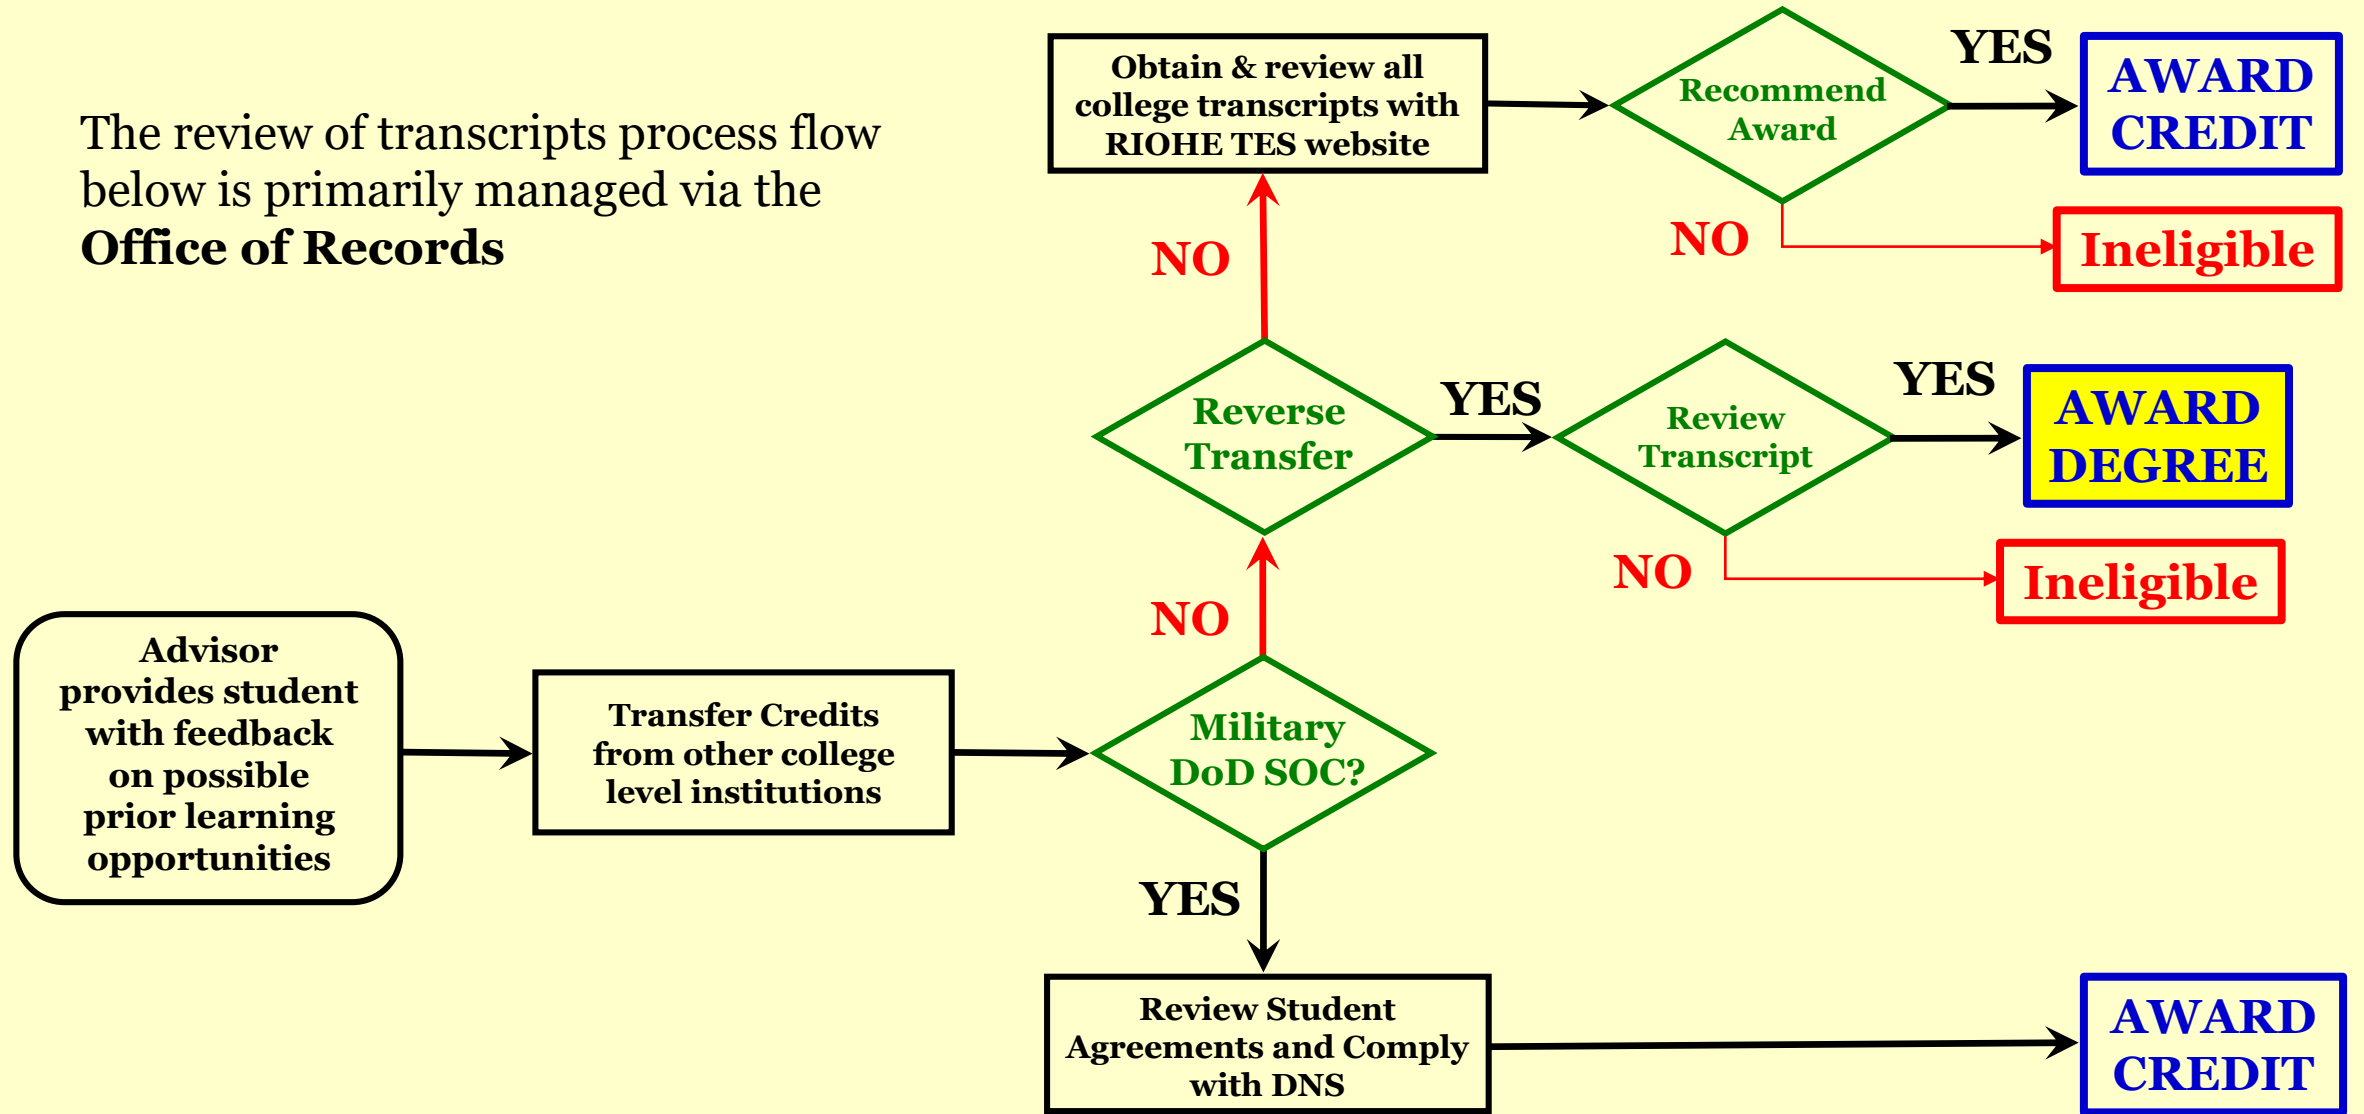 The review of transcripts process flow
below is primarily managed via the
Office of Records
Obtain & review all
college transcripts with
RIOHE TES website
Recommend
Award
YES
AWARD
CREDIT
NO
Ineligible
NO
Reverse
Transfer
YES
Review
Transcript
YES
AWARD
DEGREE
NO
Ineligible
NO
Advisor
provides student
with feedback
on possible
prior learning
opportunities
Transfer Credits
from other college
level institutions
Military
DoD SOC?
YES
Review Student
Agreements and Comply
with DNS
AWARD
CREDIT